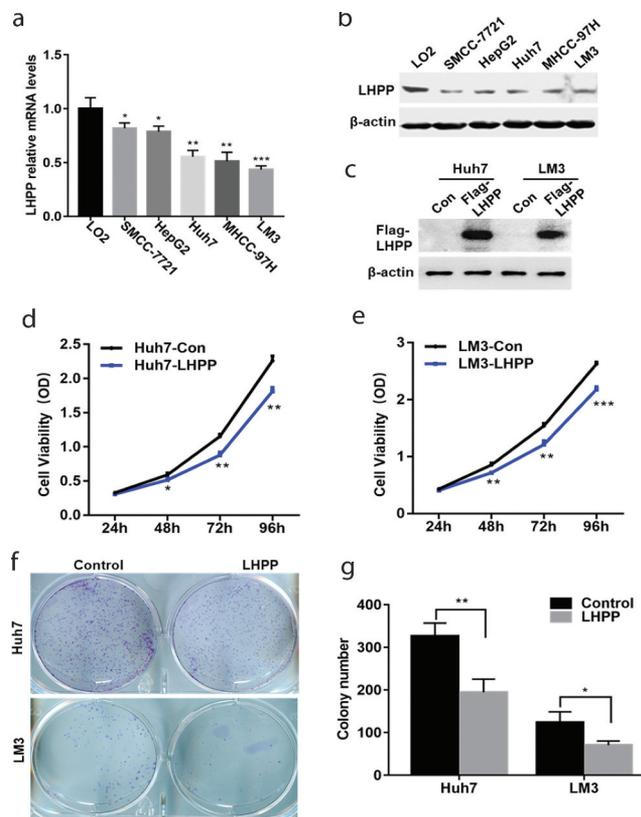 a
LHPP relative mRNA levels
1.5
1.0
0.5
0.0
* * ** ** ***
LO2 SMCC-7721 HepG2 Huh7 MHCC-97H LM3
b
LO2 SMCC-7721 HepG2 Huh7 MHCC-97H LM3
LHPP
β-actin
c
Huh7 LM3
Con Flag-LHPP Con Flag-LHPP
Flag-
LHPP
β-actin
d
Huh7-Con
Huh7-LHPP
Cell Viability (OD)
2.5
2.0
1.5
1.0
0.5
0.0
* ** **
24h 48h 72h 96h
e
LM3-Con
LM3-LHPP
Cell Viability (OD)
3
2
1
0
** ** ***
24h 48h 72h 96h
f
Control LHPP
Huh7
LM3
g
Control
LHPP
Colony number
400
300
200
100
0
** *
Huh7 LM3